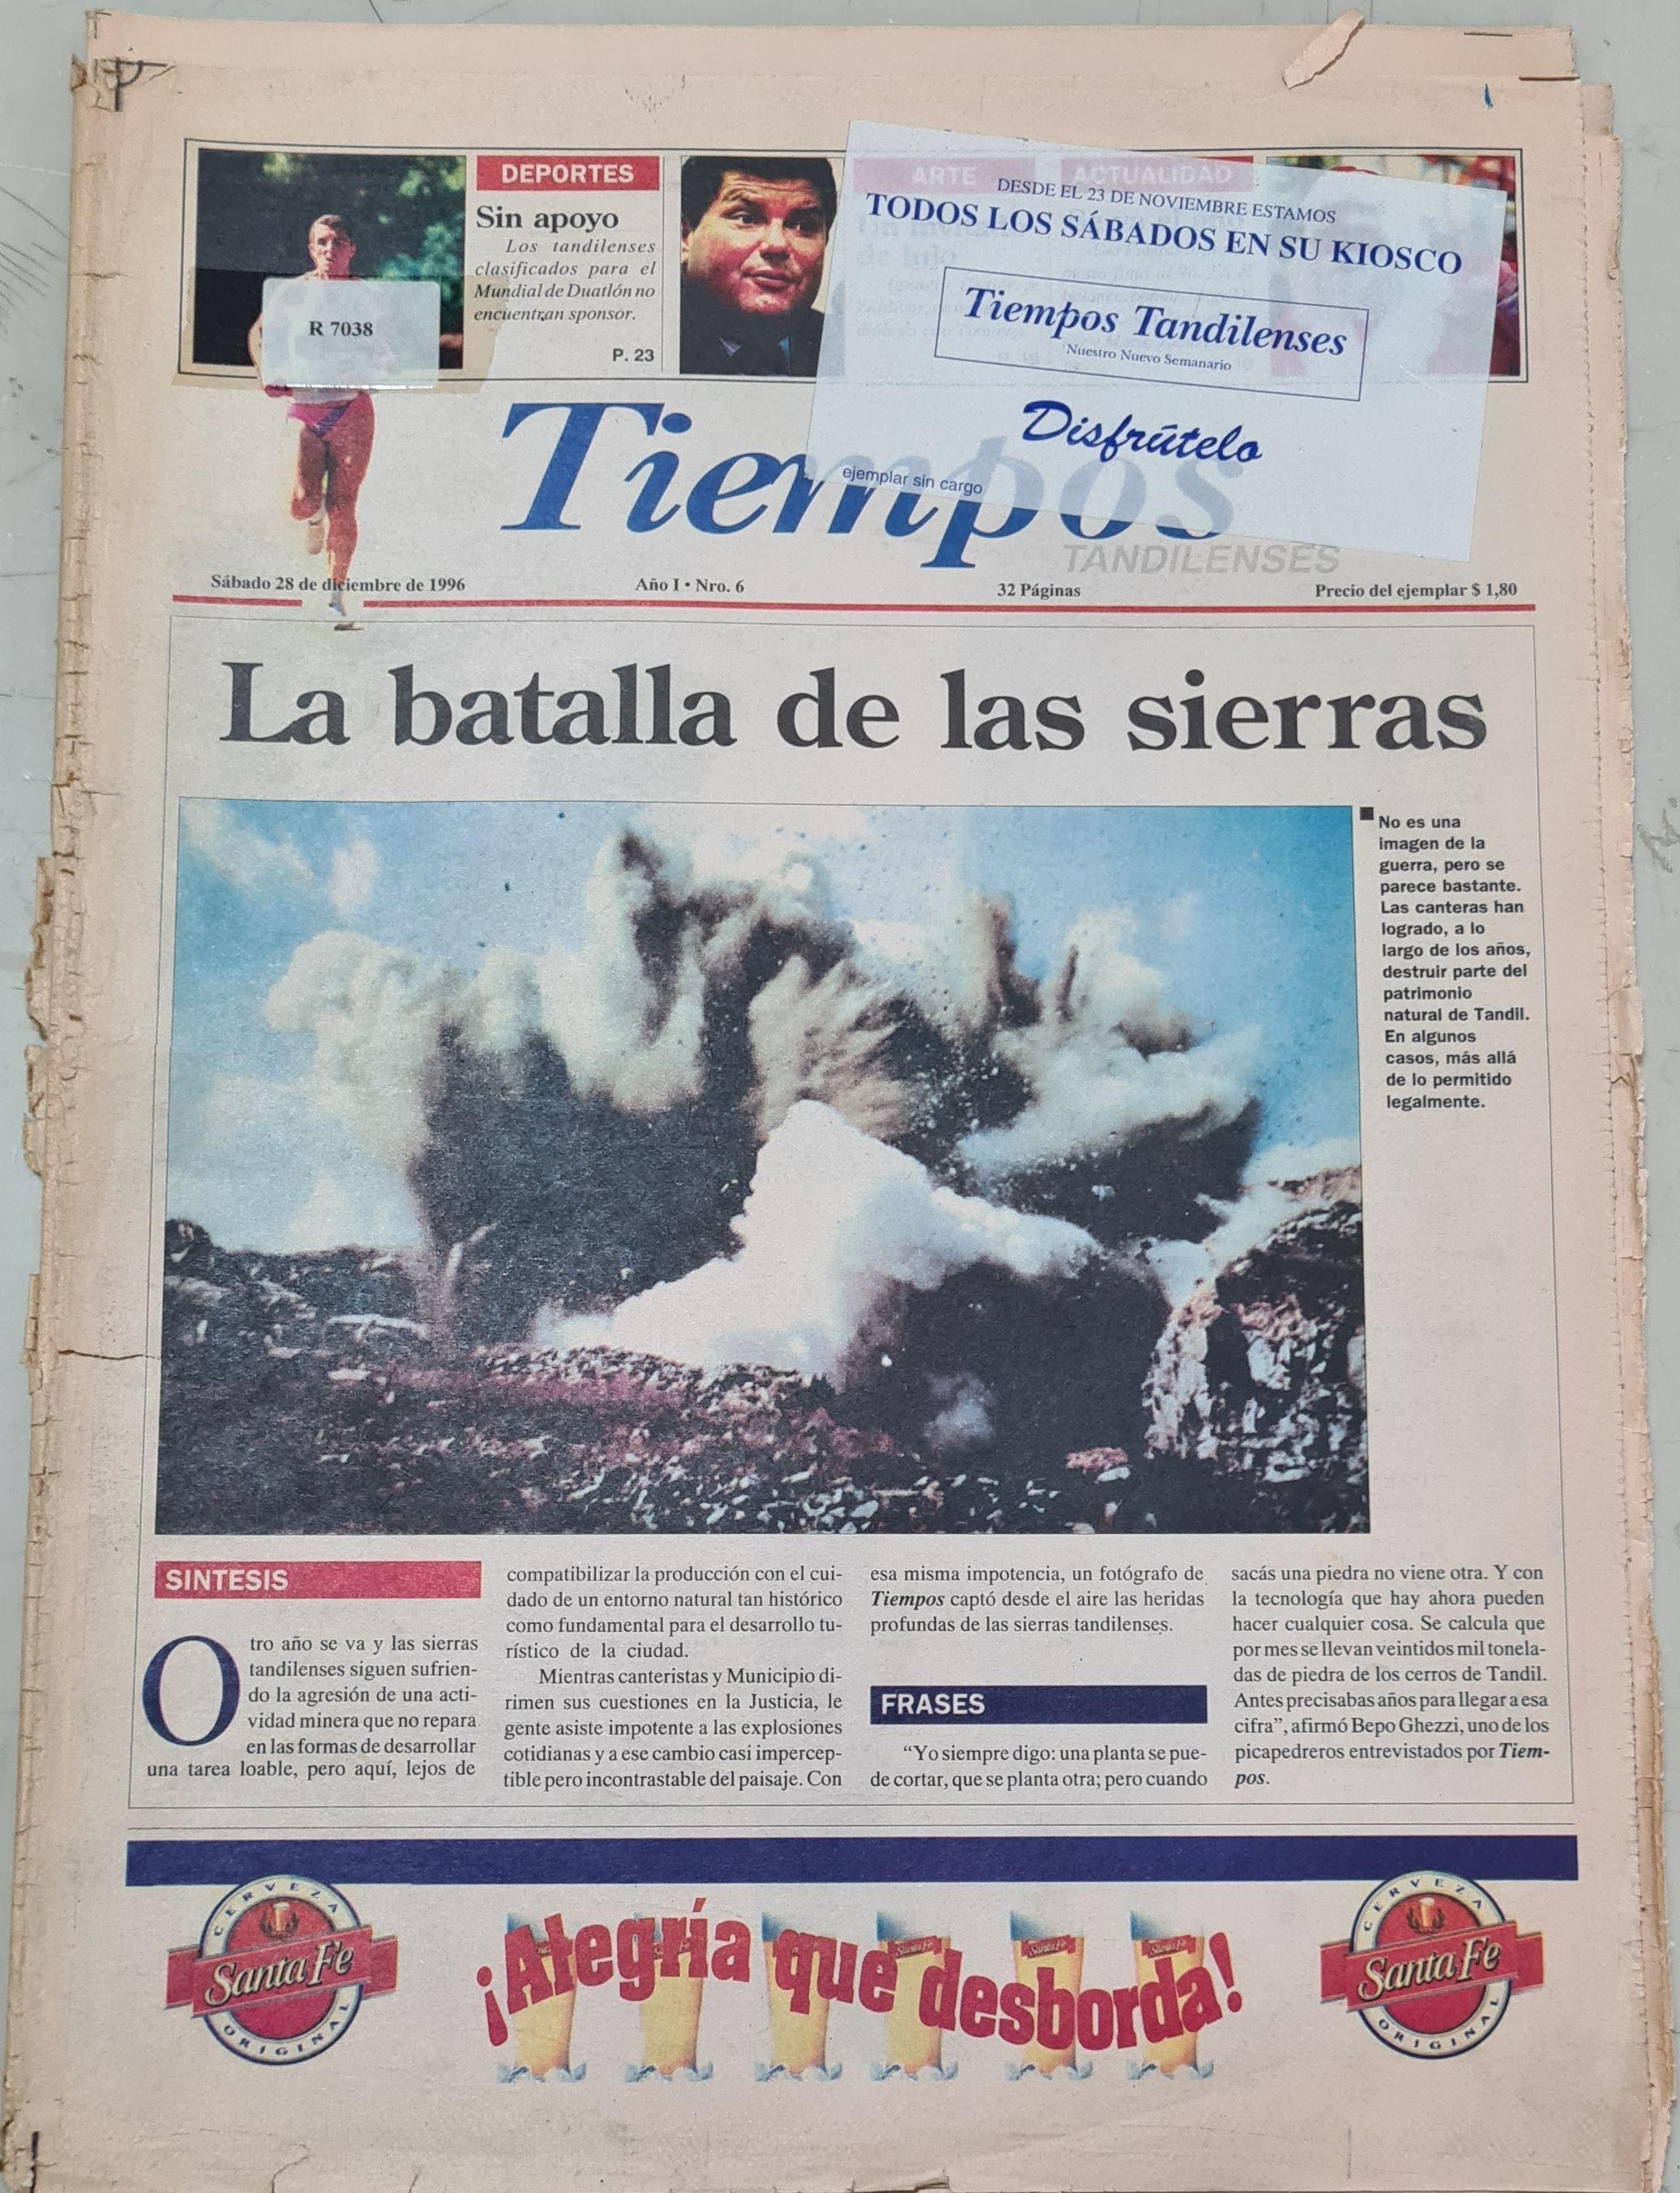 DEPORTES
Sin apoyo
Los tandilenses
clasificados para el
Mundial de Duatlón no
encuentran sponsor.
P. 23
R 7038
ARTE
ACTUALIDAD
de hijo
DESDE EL 23 DE NOVIEMBRE ESTAMOS
TODOS LOS SÁBADOS EN SU KIOSCO
Tiempos Tandilenses
Nuestro Nuevo Semanario
Disfrútelo
ejemplar sin cargo
Tiempos
TANDILENSES
Sábado 28 de diciembre de 1996
Año I • Nro. 6
32 Páginas
Precio del ejemplar $ 1,80
La batalla de las sierras
No es una
imagen de la
guerra, pero se
parece bastante.
Las canteras han
logrado, a lo
largo de los años,
destruir parte del
patrimonio
natural de Tandil.
En algunos
casos, más allá
de lo permitido
legalmente.
SINTESIS
Otro año se va y las sierras
tandilenses siguen sufrien-
do la agresión de una acti-
vidad minera que no repara
en las formas de desarrollar
una tarea loable, pero aquí, lejos de
compatibilizar la producción con el cui-
dado de un entorno natural tan histórico
como fundamental para el desarrollo tu-
rístico de la ciudad.
Mientras canteristas y Municipio di-
rimen sus cuestiones en la Justicia, le
gente asiste impotente a las explosiones
cotidianas y a ese cambio casi impercep-
tible pero incontrastable del paisaje. Con
esa misma impotencia, un fotógrafo de
Tiempos captó desde el aire las heridas
profundas de las sierras tandilenses.
FRASES
“Yo siempre digo: una planta se pue-
de cortar, que se planta otra; pero cuando
sacás una piedra no viene otra. Y con
la tecnología que hay ahora pueden
hacer cualquier cosa. Se calcula que
por mes se llevan veintidos mil tonela-
das de piedra de los cerros de Tandil.
Antes precisabas años para llegar a esa
cifra”, afirmó Bepo Ghezzi, uno de los
picapedreros entrevistados por Tiem-
pos.
CERVEZA
Santa Fe
ORIGINAL
¡Alegría que desborda!
CERVEZA
Santa Fe
ORIGINAL